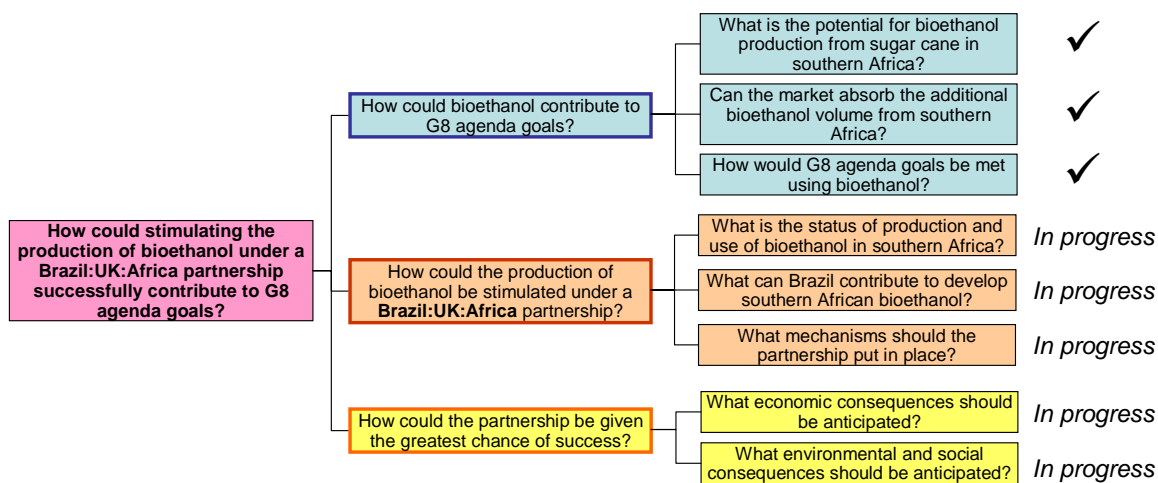 What is the potential for bioethanol
production from sugar cane in
southern Africa?
✓
How could bioethanol contribute to
G8 agenda goals?
Can the market absorb the additional
bioethanol volume from southern
Africa?
✓
How would G8 agenda goals be met
using bioethanol?
✓
How could stimulating the
production of bioethanol under a
Brazil:UK:Africa partnership
successfully contribute to G8
agenda goals?
How could the production of
bioethanol be stimulated under a
Brazil:UK:Africa partnership?
What is the status of production and
use of bioethanol in southern Africa?
In progress
What can Brazil contribute to develop
southern African bioethanol?
In progress
What mechanisms should the
partnership put in place?
In progress
How could the partnership be given
the greatest chance of success?
What economic consequences should
be anticipated?
In progress
What environmental and social
consequences should be anticipated?
In progress